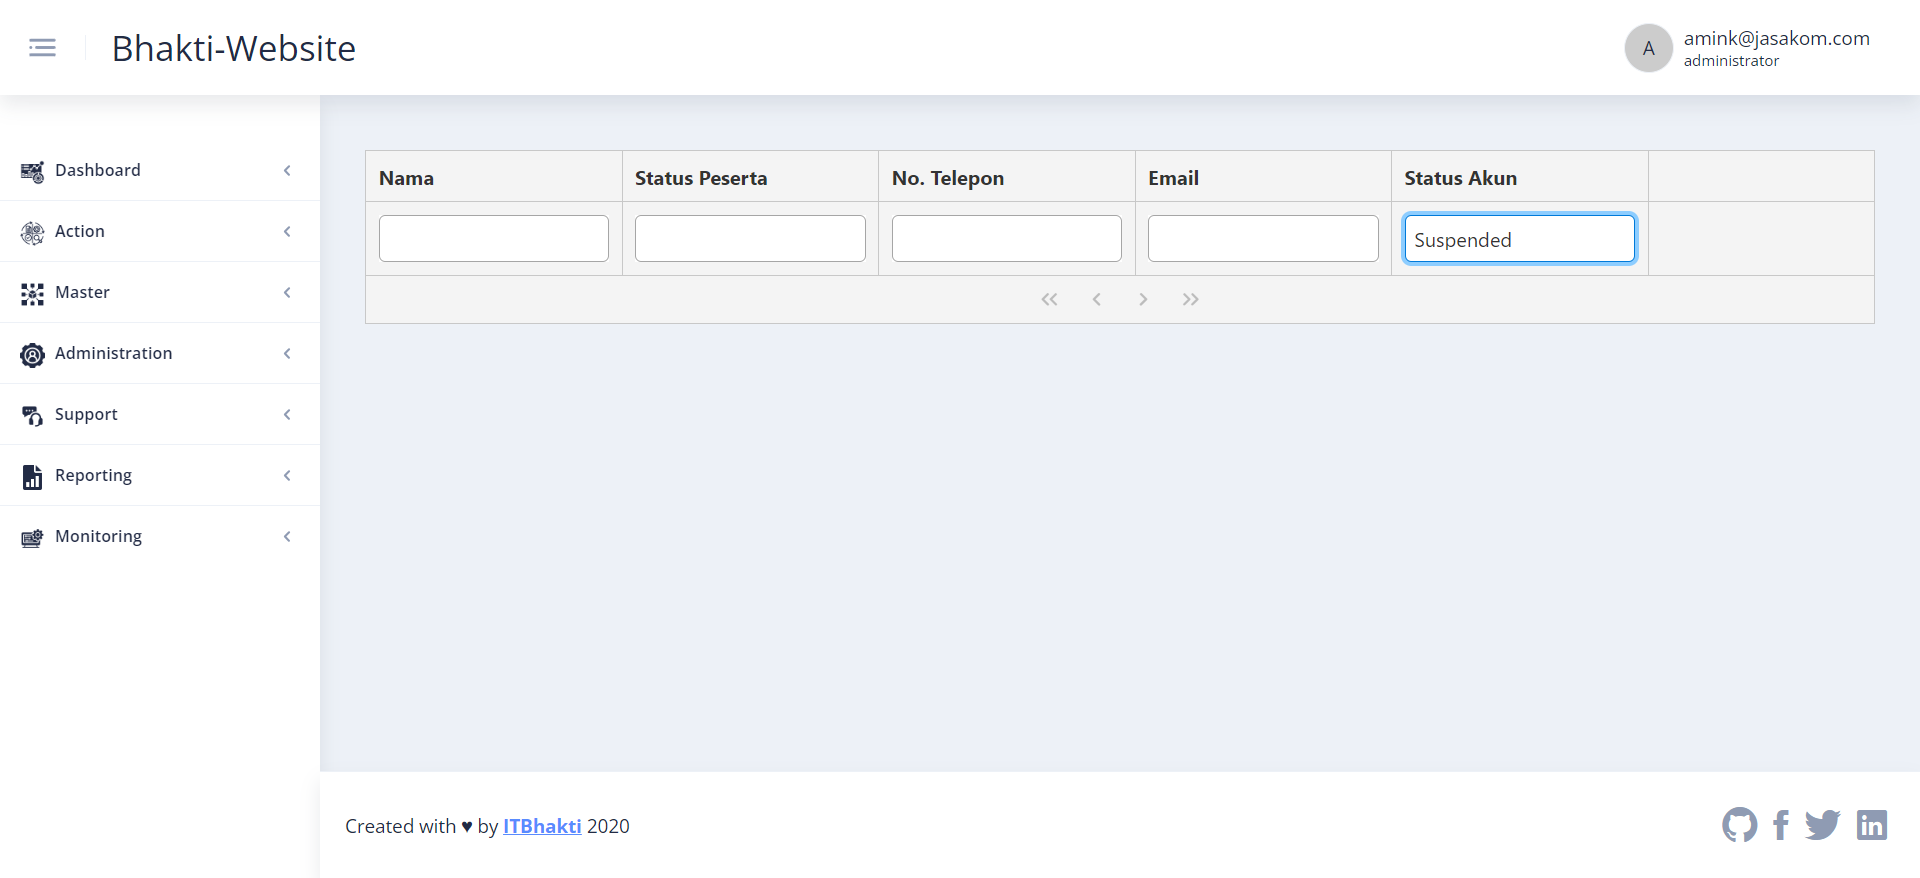 Bhakti-Website
A
amink@jasakom.com
administrator
Dashboard
Action
Master
Administration
Support
Reporting
Monitoring
Nama
Status Peserta
No. Telepon
Email
Status Akun
Suspended
Created with ♥ by ITBhakti 2020